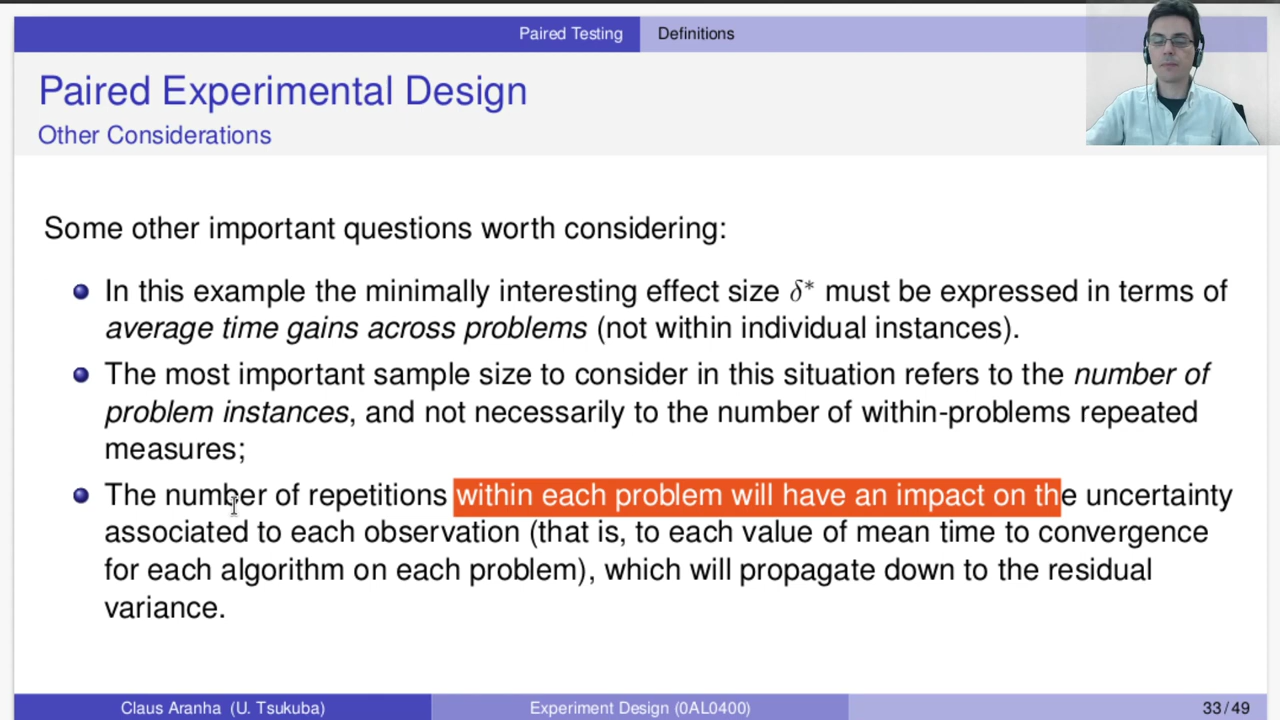 Paired Testing Definitions
Paired Experimental Design
Other Considerations
Some other important questions worth considering:
In this example the minimally interesting effect size δ* must be expressed in terms of
average time gains across problems (not within individual instances).
The most important sample size to consider in this situation refers to the number of
problem instances, and not necessarily to the number of within-problems repeated
measures;
The number of repetitions within each problem will have an impact on the uncertainty
associated to each observation (that is, to each value of mean time to convergence
for each algorithm on each problem), which will propagate down to the residual
variance.
Claus Aranha (U. Tsukuba) Experiment Design (0AL0400) 33 / 49